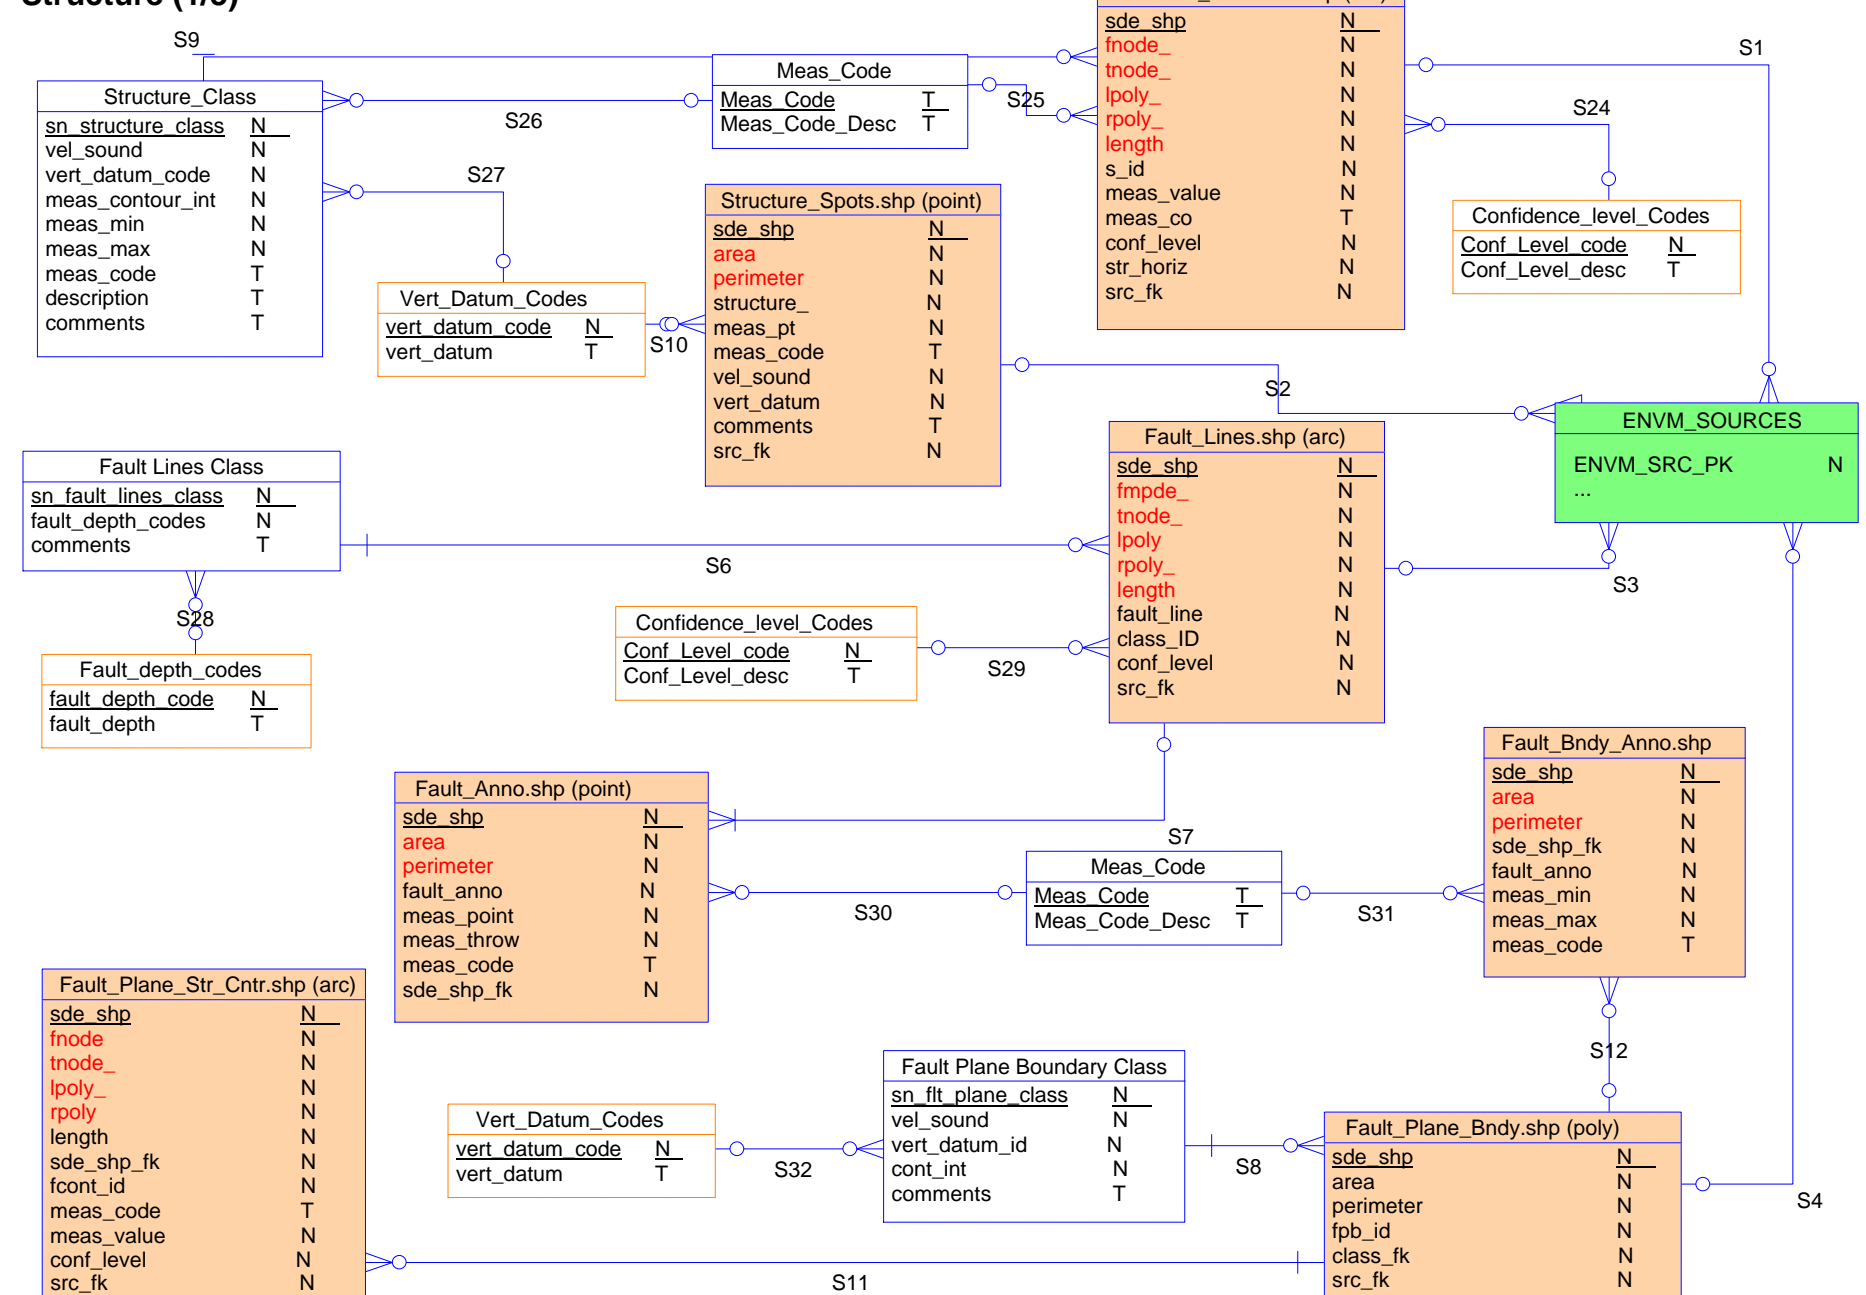 S9
S1
Structure_Class
sn_structure_class N
vel_sound N
vert_datum_code N
meas_contour_int N
meas_min N
meas_max N
meas_code T
description T
comments T
S26
Meas_Code
Meas_Code T
Meas_Code_Desc T
S25
sde_shp N
fnode_ N
tnode_ N
lpoly_ N
rpoly_ N
length N
s_id N
meas_value N
meas_co T
conf_level N
str_horiz N
src_fk N
S24
Confidence_level_Codes
Conf_Level_code N
Conf_Level_desc T
S27
Vert_Datum_Codes
vert_datum_code N
vert_datum T
S10
Structure_Spots.shp (point)
sde_shp N
area N
perimeter N
structure_ N
meas_pt N
meas_code T
vel_sound N
vert_datum N
comments T
src_fk N
S2
ENVM_SOURCES
ENVM_SRC_PK N
...
Fault Lines Class
sn_fault_lines_class N
fault_depth_codes N
comments T
S6
Fault_Lines.shp (arc)
sde_shp N
fmpde_ N
tnode_ N
lpoly N
rpoly_ N
length N
fault_line N
class_ID N
conf_level N
src_fk N
S3
S28
Fault_depth_codes
fault_depth_code N
fault_depth T
Confidence_level_Codes
Conf_Level_code N
Conf_Level_desc T
S29
Fault_Anno.shp (point)
sde_shp N
area N
perimeter N
fault_anno N
meas_point N
meas_throw N
meas_code T
sde_shp_fk N
S7
S30
Meas_Code
Meas_Code T
Meas_Code_Desc T
S31
Fault_Bndy_Anno.shp
sde_shp N
area N
perimeter N
sde_shp_fk N
fault_anno N
meas_min N
meas_max N
meas_code T
S12
Fault_Plane_Str_Cntr.shp (arc)
sde_shp N
fnode N
tnode_ N
lpoly_ N
rpoly N
length N
sde_shp_fk N
fcont_id N
meas_code T
meas_value N
conf_level N
src_fk N
Vert_Datum_Codes
vert_datum_code N
vert_datum T
S32
Fault Plane Boundary Class
sn_flt_plane_class N
vel_sound N
vert_datum_id N
cont_int N
comments T
S8
Fault_Plane_Bndy.shp (poly)
sde_shp N
area N
perimeter N
fpb_id N
class_fk N
src_fk N
S4
S11